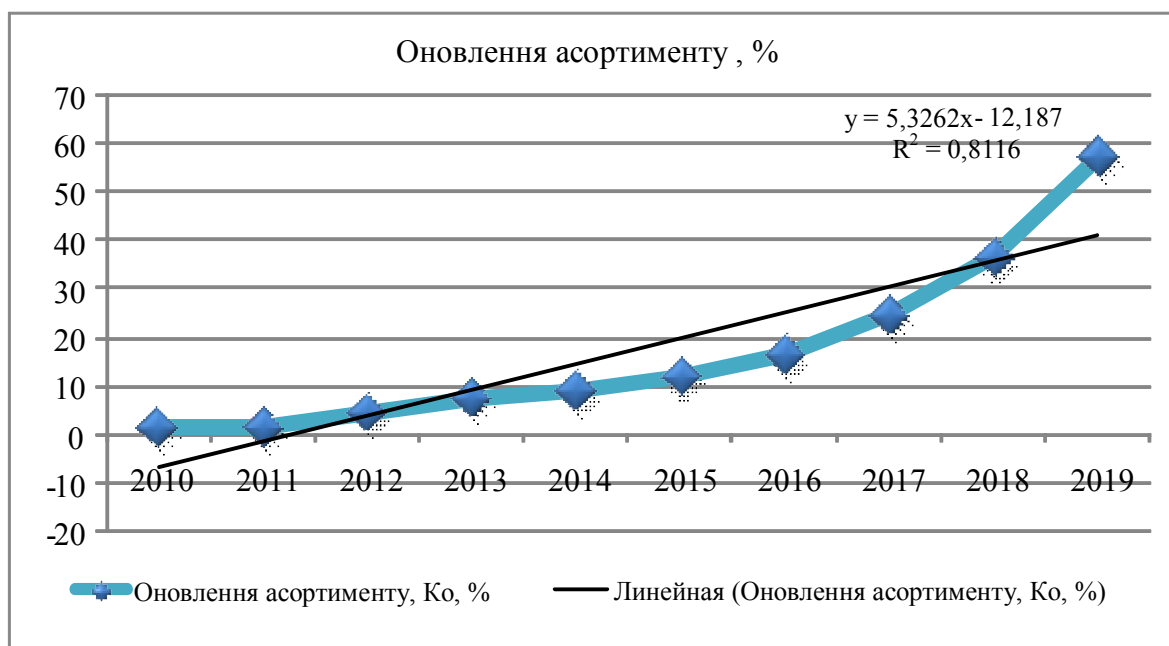 Оновлення асортименту , %
y = 5,3262x- 12,187
R² = 0,8116
70
60
50
40
30
20
10
0
-10
-20
2010 2011 2012 2013 2014 2015 2016 2017 2018 2019
Оновлення асортименту, Ко, %
Линейная (Оновлення асортименту, Ко, %)